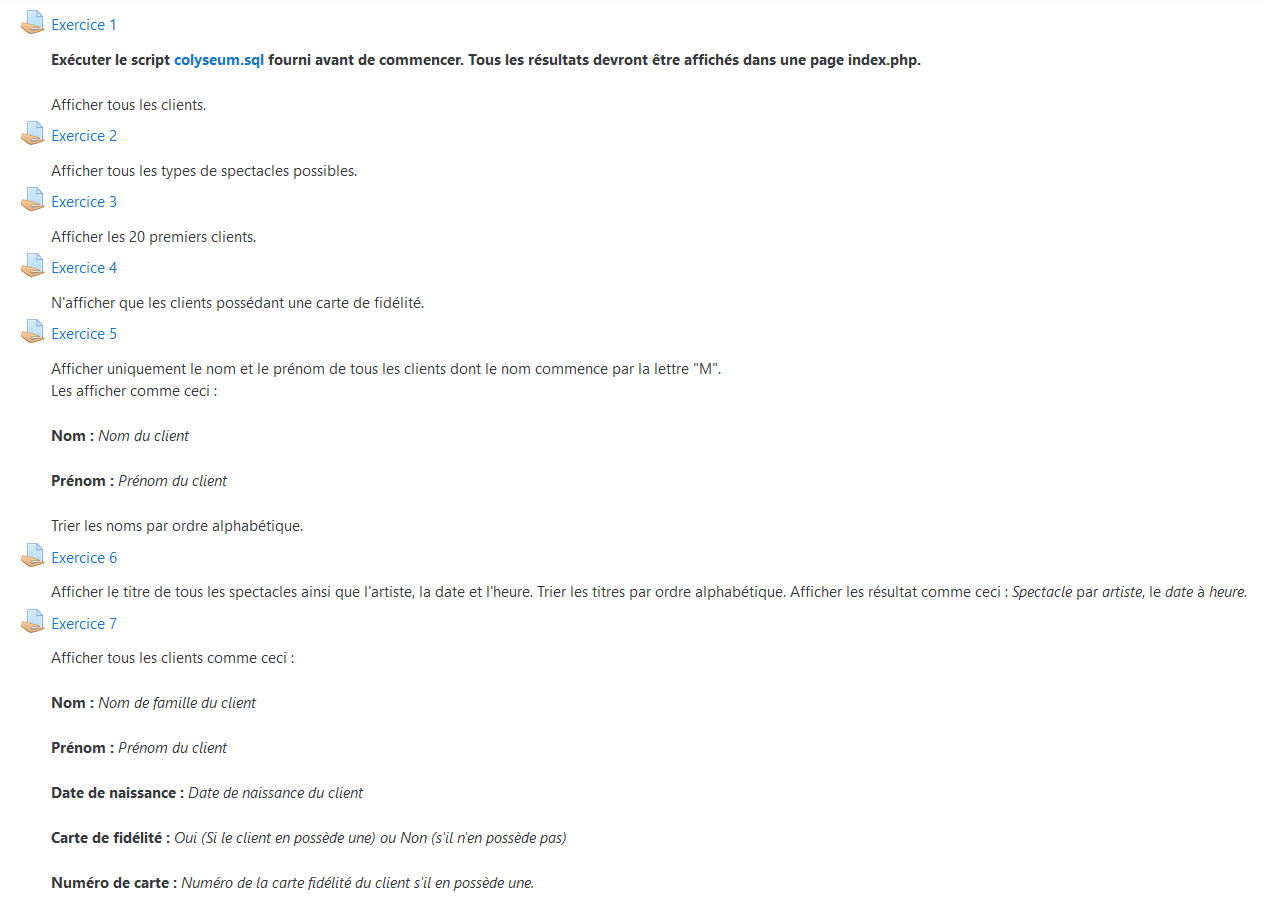 Exercice 1
Exécuter le script colyseum.sql fourni avant de commencer. Tous les résultats devront être affichés dans une page index.php.
Afficher tous les clients.
Exercice 2
Afficher tous les types de spectacles possibles.
Exercice 3
Afficher les 20 premiers clients.
Exercice 4
N'afficher que les clients possédant une carte de fidélité.
Exercice 5
Afficher uniquement le nom et le prénom de tous les clients dont le nom commence par la lettre "M".
Les afficher comme ceci :
Nom : Nom du client
Prénom : Prénom du client
Trier les noms par ordre alphabétique.
Exercice 6
Afficher le titre de tous les spectacles ainsi que l'artiste, la date et l'heure. Trier les titres par ordre alphabétique. Afficher les résultat comme ceci : Spectacle par artiste, le date à heure.
Exercice 7
Afficher tous les clients comme ceci :
Nom : Nom de famille du client
Prénom : Prénom du client
Date de naissance : Date de naissance du client
Carte de fidélité : Oui (Si le client en possède une) ou Non (s'il n'en possède pas)
Numéro de carte : Numéro de la carte fidélité du client s'il en possède une.